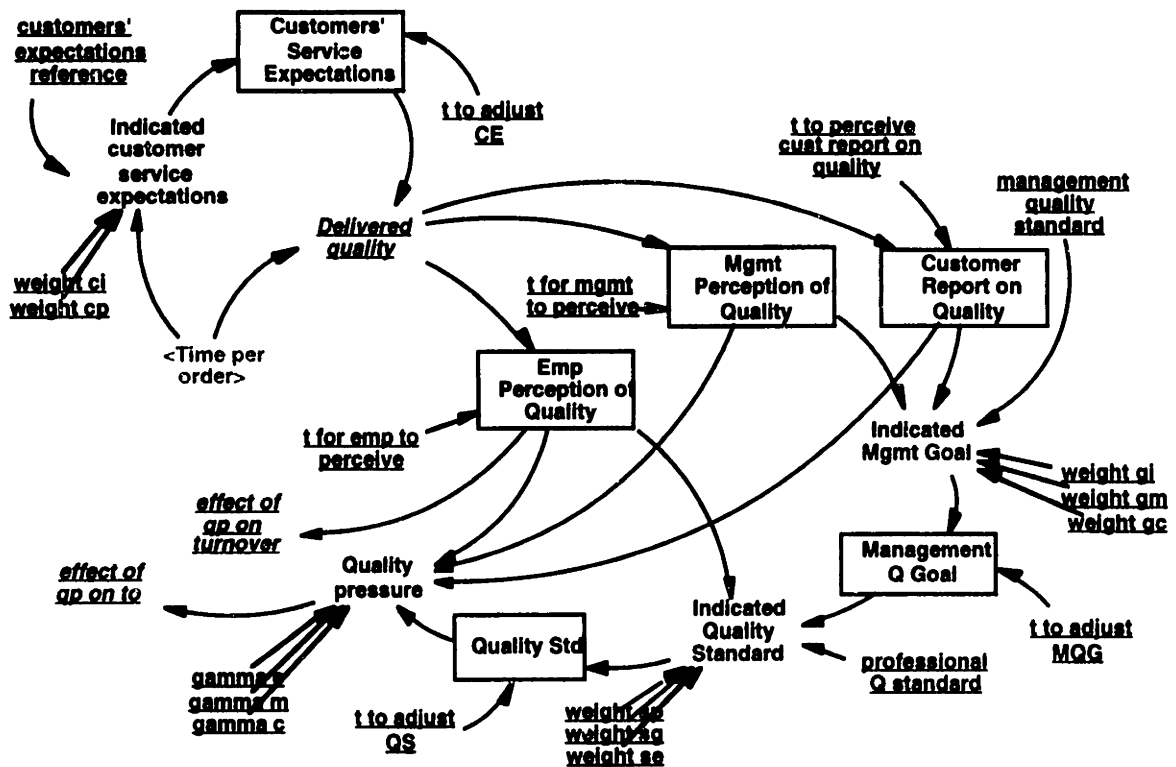 customers'
expectations
reference
Customers'
Service
Expectations
t to adjust
CE
Indicated
customer
service
expectations
t to perceive
cust report on
quality
management
quality
standard
Delivered
quality
weight ci
weight cp
<Time per
order>
t for mgmt
to perceive
Mgmt
Perception of
Quality
Customer
Report on
Quality
Emp
Perception of
Quality
t for emp to
perceive
Indicated
Mgmt Goal
weight gi
weight gm
weight gc
effect of
qp on
turnover
effect of
qp on to
Quality
pressure
Management
Q Goal
Indicated
Quality
Standard
Quality Std
t to adjust
MQG
professional
Q standard
gamma
gamma m
gamma c
t to adjust
QS
weight
weight sg
weight se